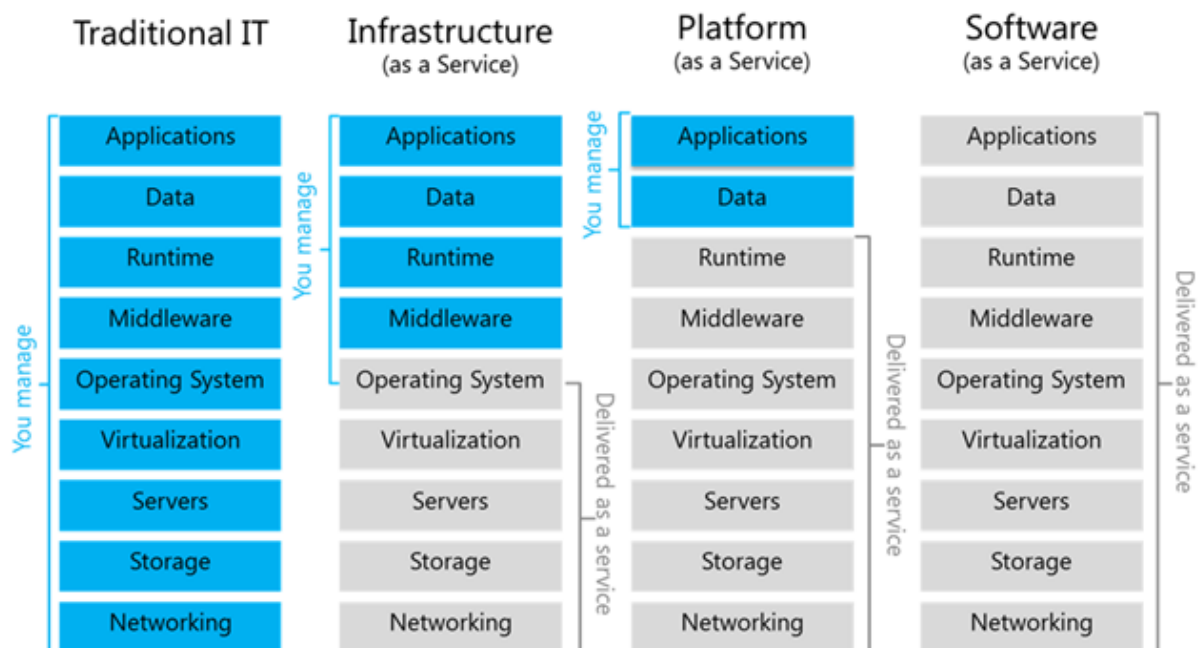 Traditional IT
Infrastructure
(as a Service)
Platform
(as a Service)
Software
(as a Service)
You manage
Applications
Data
Runtime
Middleware
Operating System
Virtualization
Servers
Storage
Networking
You manage
Applications
Data
Runtime
Middleware
Operating System
Virtualization
Servers
Storage
Networking
Delivered as a service
You manage
Applications
Data
Runtime
Middleware
Operating System
Virtualization
Servers
Storage
Networking
Delivered as a service
Applications
Data
Runtime
Middleware
Operating System
Virtualization
Servers
Storage
Networking
Delivered as a service